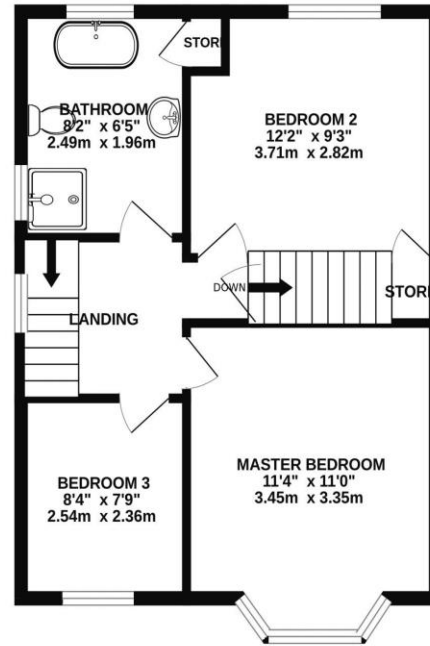 STORE
BATHROOM
8'2" x 6'5"
2.49m x 1.96m
BEDROOM 2
12'2" x 9'3"
3.71m x 2.82m
DOWN
STORE
LANDING
MASTER BEDROOM
11'4" x 11'0"
3.45m x 3.35m
BEDROOM 3
8'4" x 7'9"
2.54m x 2.36m